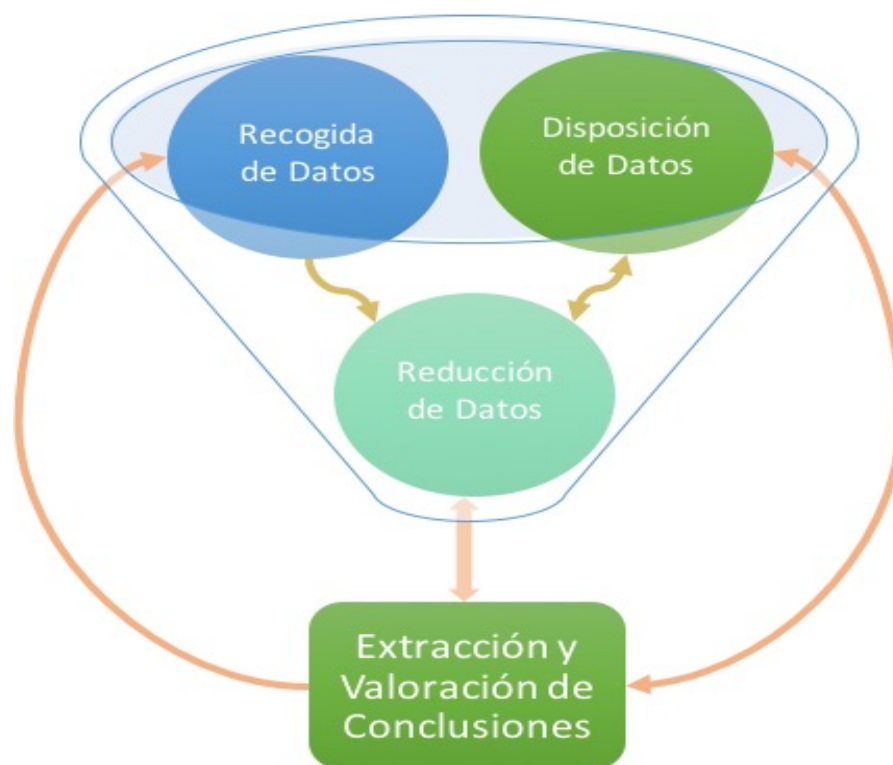 Recogida
de Datos
Disposición
de Datos
Reducción
de Datos
Extracción y
Valoración de
Conclusiones